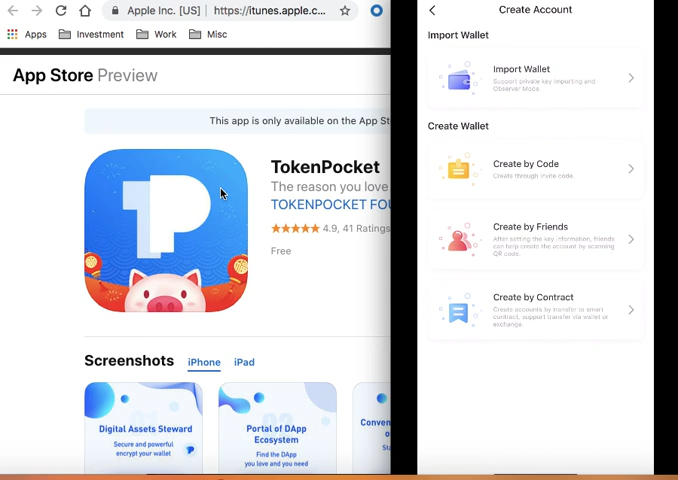 Apple Inc. [US] | https://itunes.apple.c...
Apps Investment Work Misc
App Store Preview
This app is only available on the App St
TokenPocket
The reason you love
TOKENPOCKET FOU
4.9, 41 Ratings
Free
Screenshots iPhone iPad
01
Digital Assets Steward
Secure and powerful
encrypt your wallet
02
Portal of DApp
Ecosystem
Find the DApp
you love and you need
Conven
Create Account
Import Wallet
Import Wallet
Support private key importing and
Observer Mode.
Create Wallet
Create by Code
Create through invite code.
Create by Friends
After setting the key information, friends
can help create the account by scanning
QR code.
Create by Contract
Create accounts by transfer to smart
contract, support transfer via wallet or
exchange.